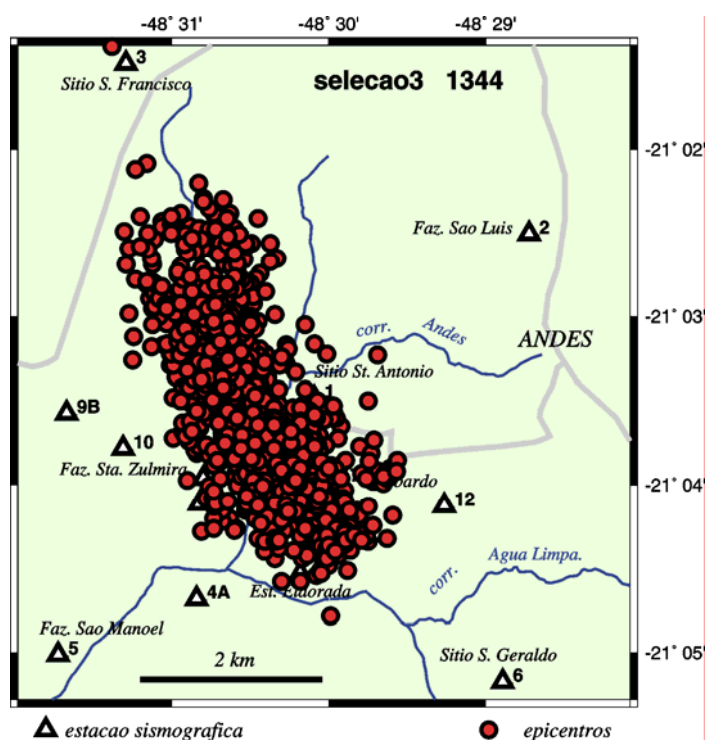 -48° 31' -48° 30' -48° 29'
3
Sitio S. Francisco
selecao3 1344
-21° 02'
Faz. Sao Luis 2
-21° 03'
corr. Andes ANDES
Sitio St. Antonio
1
9B
10
Faz. Sta. Zulmira
-21° 04'
12
Agua Limpa.
corr.
4A
Est. Eldorada
Faz. Sao Manoel
5
2 km
Sitio S. Geraldo
-21° 05'
6
estacao sismografica epicentros